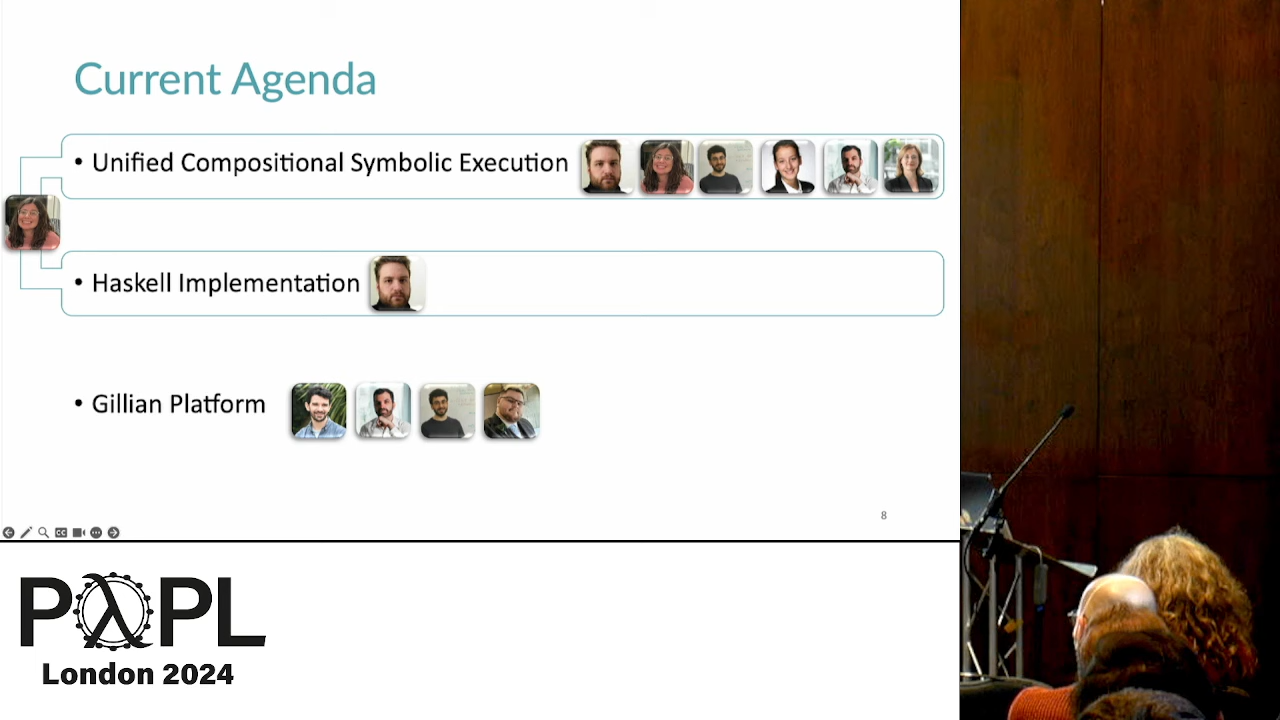 Current Agenda
• Unified Compositional Symbolic Execution
• Haskell Implementation
• Gillian Platform
8
PλPL
London 2024